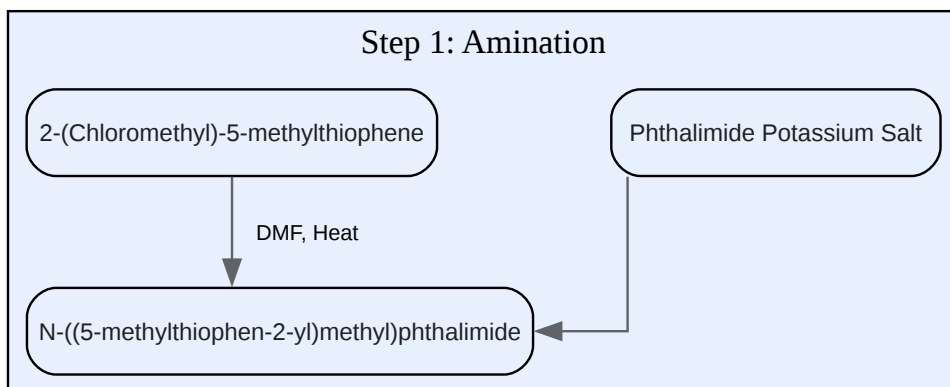 Step 1: Amination
2-(Chloromethyl)-5-methylthiophene
Phthalimide Potassium Salt
DMF, Heat
N-((5-methylthiophen-2-yl)methyl)phthalimide